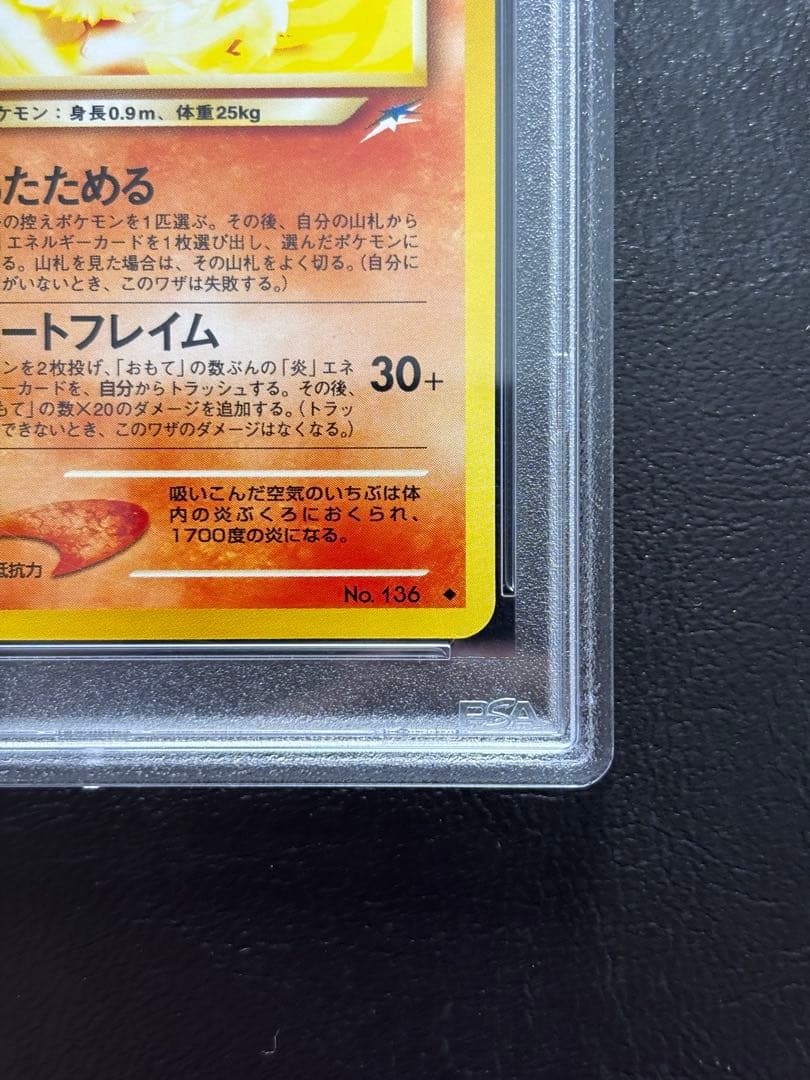 ケモン：身長0.9m、体重25kg
たためる
の控えポケモンを1匹選ぶ。その後、自分の山札から
」エネルギーカードを1枚選び出し、選んだポケモンに
る。山札を見た場合は、その山札をよく切る。（自分に
がいないとき、このワザは失敗する。）
ートフレイム
ンを2枚投げ、「おもて」の数ぶんの「炎」エネ
ーカードを、自分からトラッシュする。その後、
もて」の数×20のダメージを追加する。（トラッ
できないとき、このワザのダメージはなくなる。）
30+
吸いこんだ空気のいちぶは体
内の炎ぶくろにおくられ、
1700度の炎になる。
抵抗力
No. 136
PSA